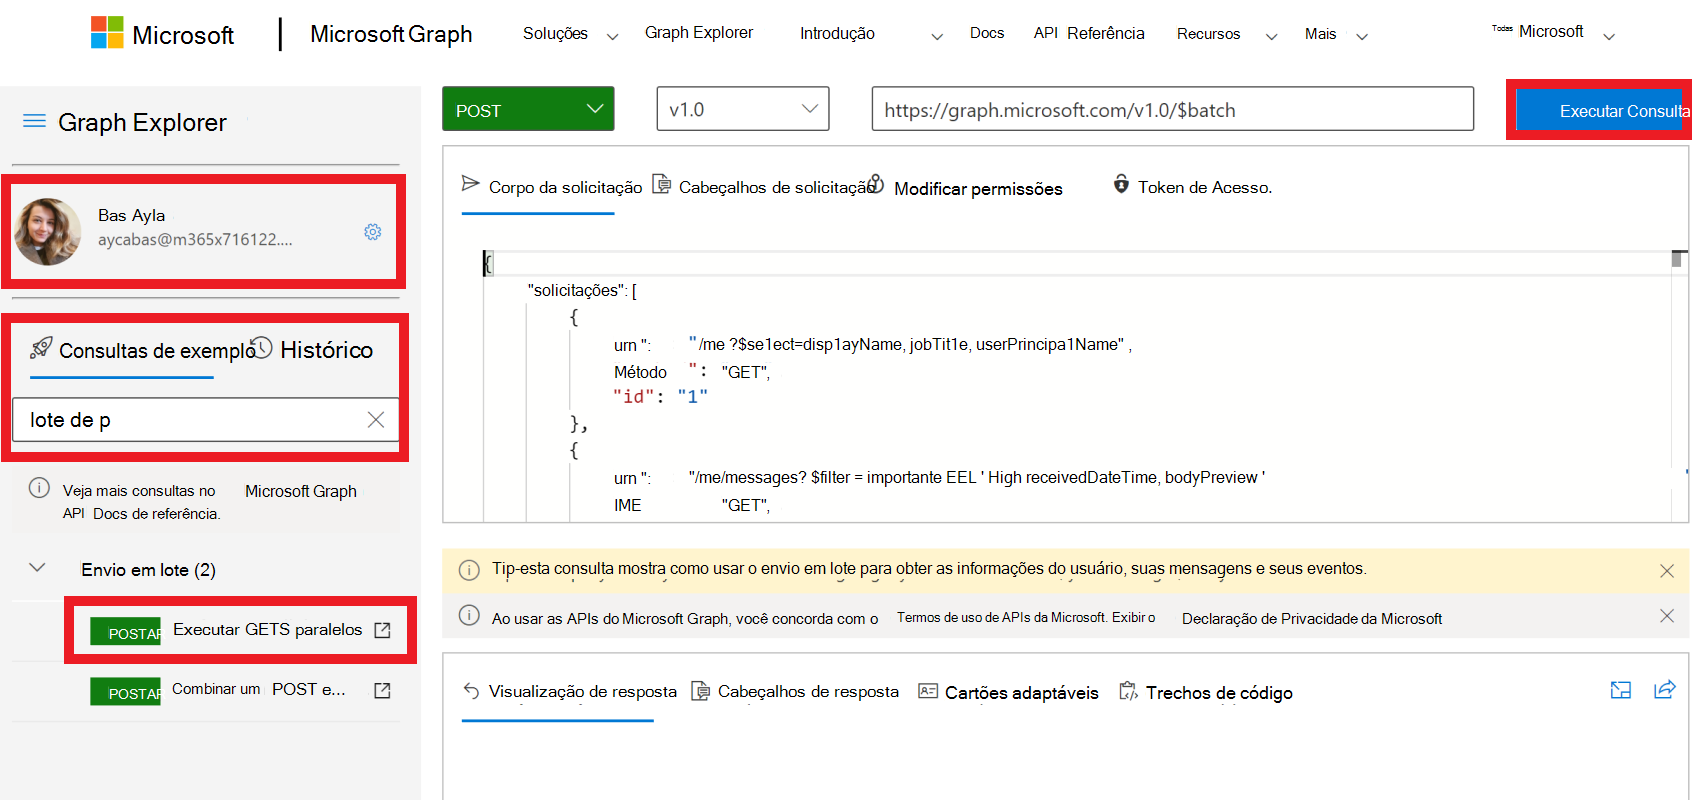 Microsoft | Microsoft Graph Soluções Graph Explorer Introdução Docs API Referência Recursos Mais Todas Microsoft
Graph Explorer
Bas Ayla
aycabas@m365x716122....
Consultas de exemplo Histórico
lote de p
Veja mais consultas no Microsoft Graph
API Docs de referência.
Envio em lote (2)
POSTAR Executar GETS paralelos
POSTAR Combinar um POST e...
POST v1.0 https://graph.microsoft.com/v1.0/$batch Executar Consulta
Corpo da solicitação Cabeçalhos de solicitação Modificar permissões Token de Acesso.
{
"solicitações": [
{
urn ": "/me ?$se1ect=disp1ayName, jobTit1e, userPrincipa1Name" ,
Método ": "GET",
"id": "1"
},
{
urn ": "/me/messages? $filter = importante EEL ' High receivedDateTime, bodyPreview '
IME "GET",
Tip-esta consulta mostra como usar o envio em lote para obter as informações do usuário, suas mensagens e seus eventos.
Ao usar as APIs do Microsoft Graph, você concorda com o Termos de uso de APIs da Microsoft. Exibir o Declaração de Privacidade da Microsoft
Visualização de resposta Cabeçalhos de resposta Cartões adaptáveis Trechos de código